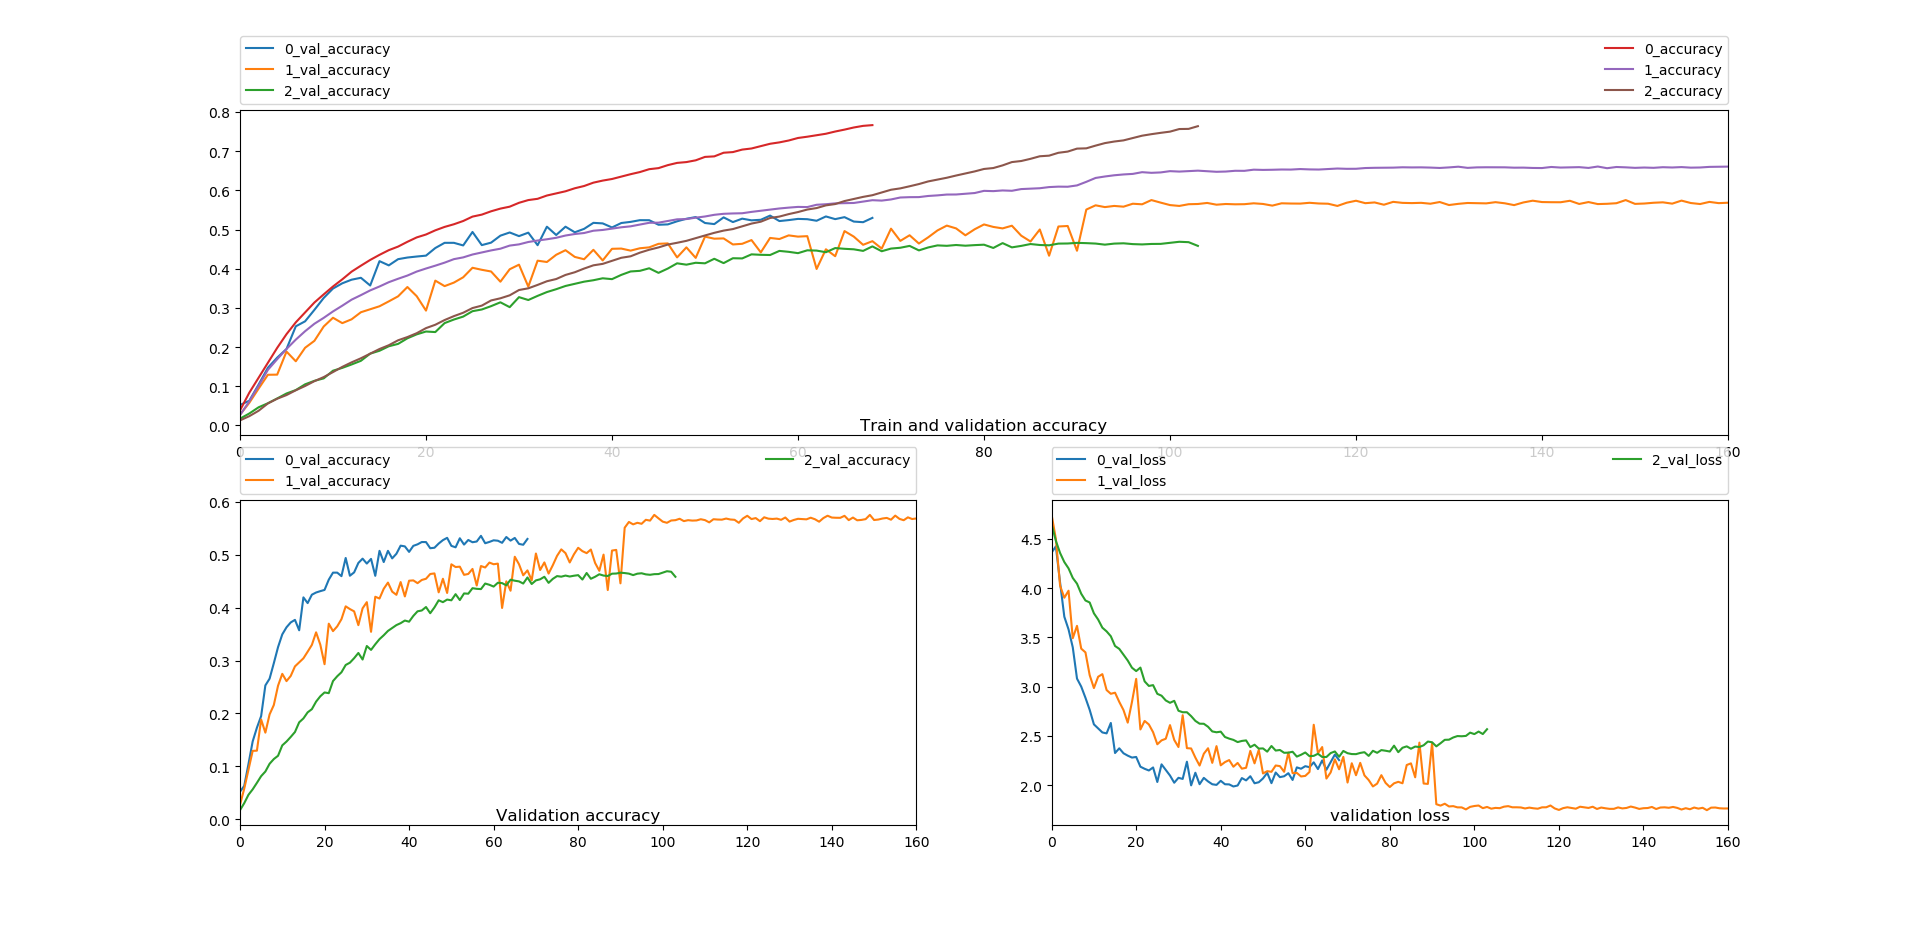 0_val_accuracy 0_accuracy
1_val_accuracy 1_accuracy
2_val_accuracy 2_accuracy
0.8
0.7
0.6
0.5
0.4
0.3
0.2
0.1
0.0
Train and validation accuracy
0 20 40 60 80 100 120 140 160
0_val_accuracy 2_val_accuracy
1_val_accuracy
0.6
0.5
0.4
0.3
0.2
0.1
0.0
Validation accuracy
0 20 40 60 80 100 120 140 160
0_val_loss 2_val_loss
1_val_loss
4.5
4.0
3.5
3.0
2.5
2.0
validation loss
0 20 40 60 80 100 120 140 160